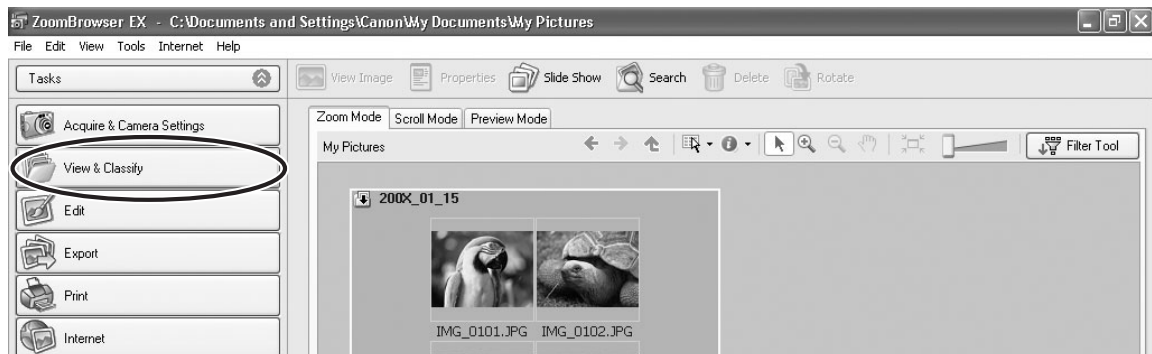 ZoomBrowser EX - C:\Documents and Settings\Canon\My Documents\My Pictures
File Edit View Tools Internet Help
Tasks
View Image Properties Slide Show Search Delete Rotate
Acquire & Camera Settings
View & Classify
Edit
Export
Print
Internet
Zoom Mode Scroll Mode Preview Mode
My Pictures
Filter Tool
200X_01_15
IMG_0101.JPG IMG_0102.JPG